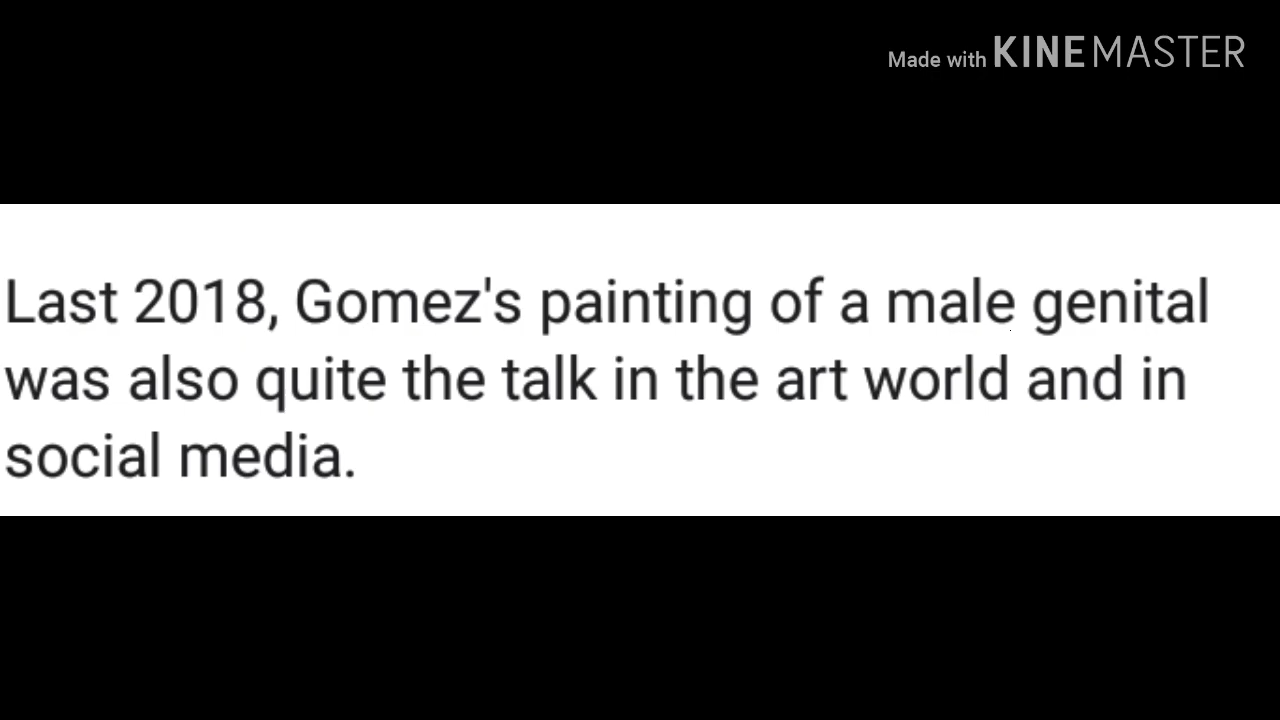 Made with KINEMASTER
Last 2018, Gomez's painting of a male genital
was also quite the talk in the art world and in
social media.